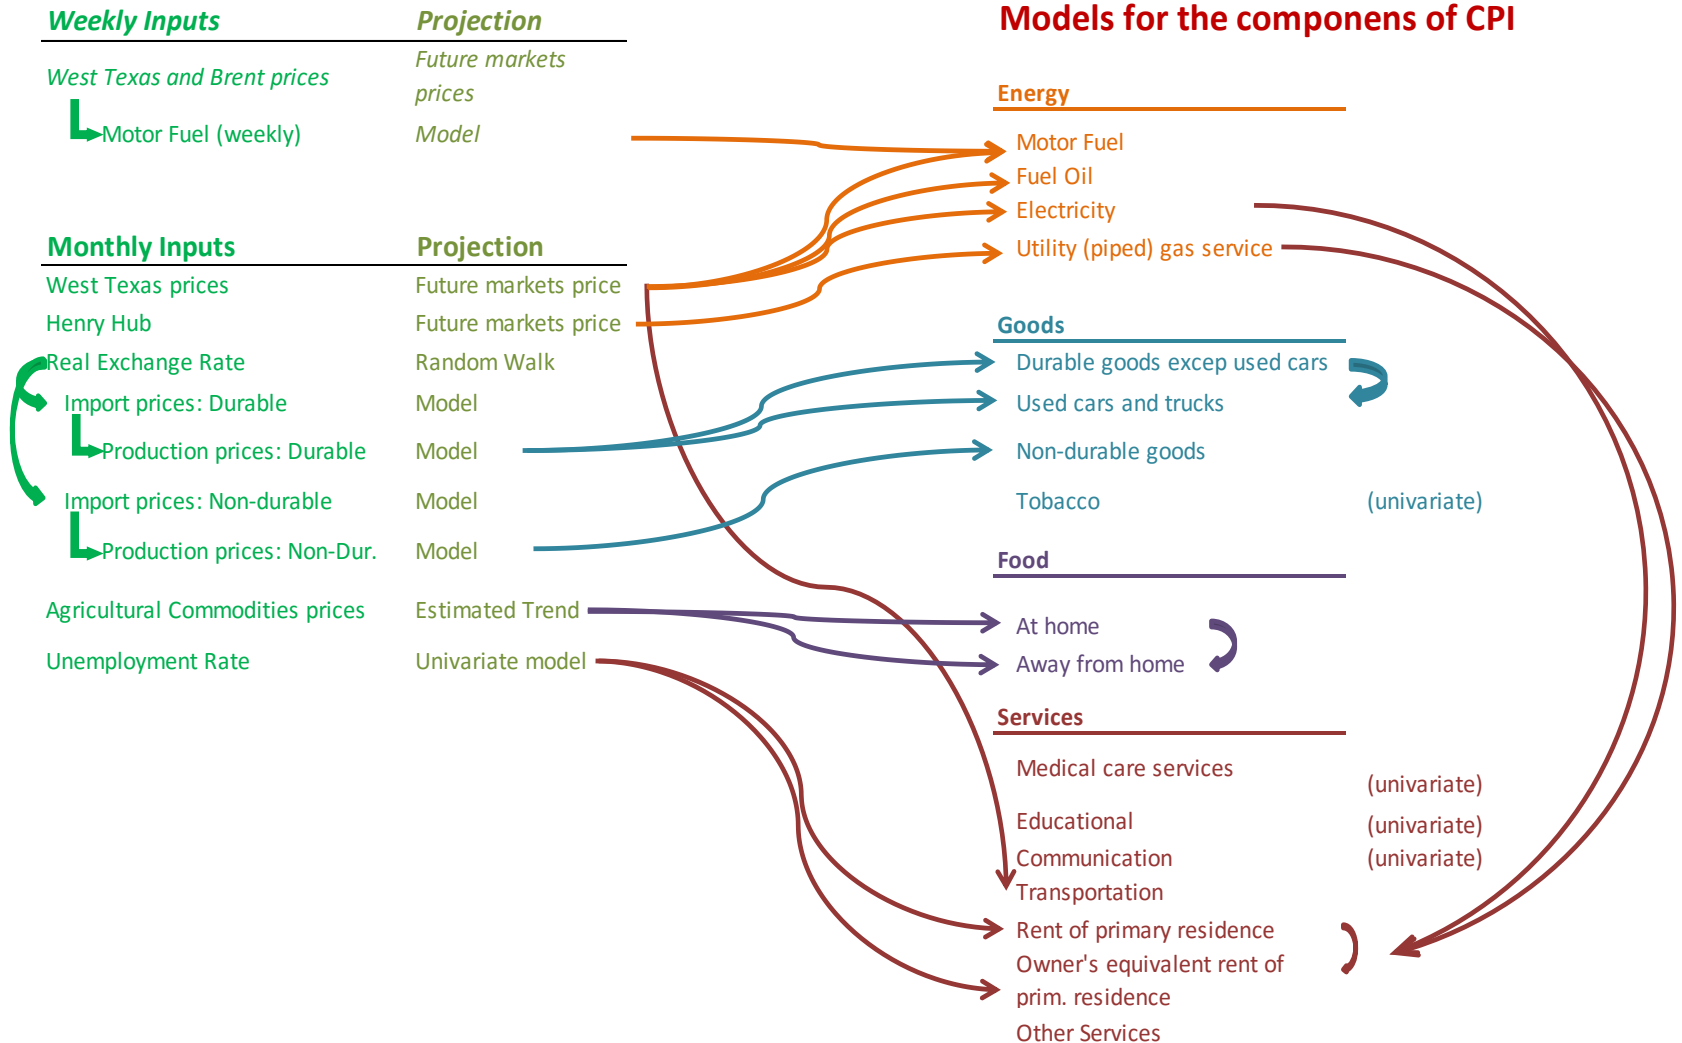 Weekly Inputs Projection
West Texas and Brent prices Future markets
prices
Motor Fuel (weekly) Model
Monthly Inputs Projection
West Texas prices Future markets price
Henry Hub Future markets price
Real Exchange Rate Random Walk
Import prices: Durable Model
Production prices: Durable Model
Import prices: Non-durable Model
Production prices: Non-Dur. Model
Agricultural Commodities prices Estimated Trend
Unemployment Rate Univariate model
Models for the componens of CPI
Energy
Motor Fuel
Fuel Oil
Electricity
Utility (piped) gas service
Goods
Durable goods excep used cars
Used cars and trucks
Non-durable goods
Tobacco (univariate)
Food
At home
Away from home
Services
Medical care services (univariate)
Educational (univariate)
Communication (univariate)
Transportation
Rent of primary residence
Owner's equivalent rent of
prim. residence
Other Services